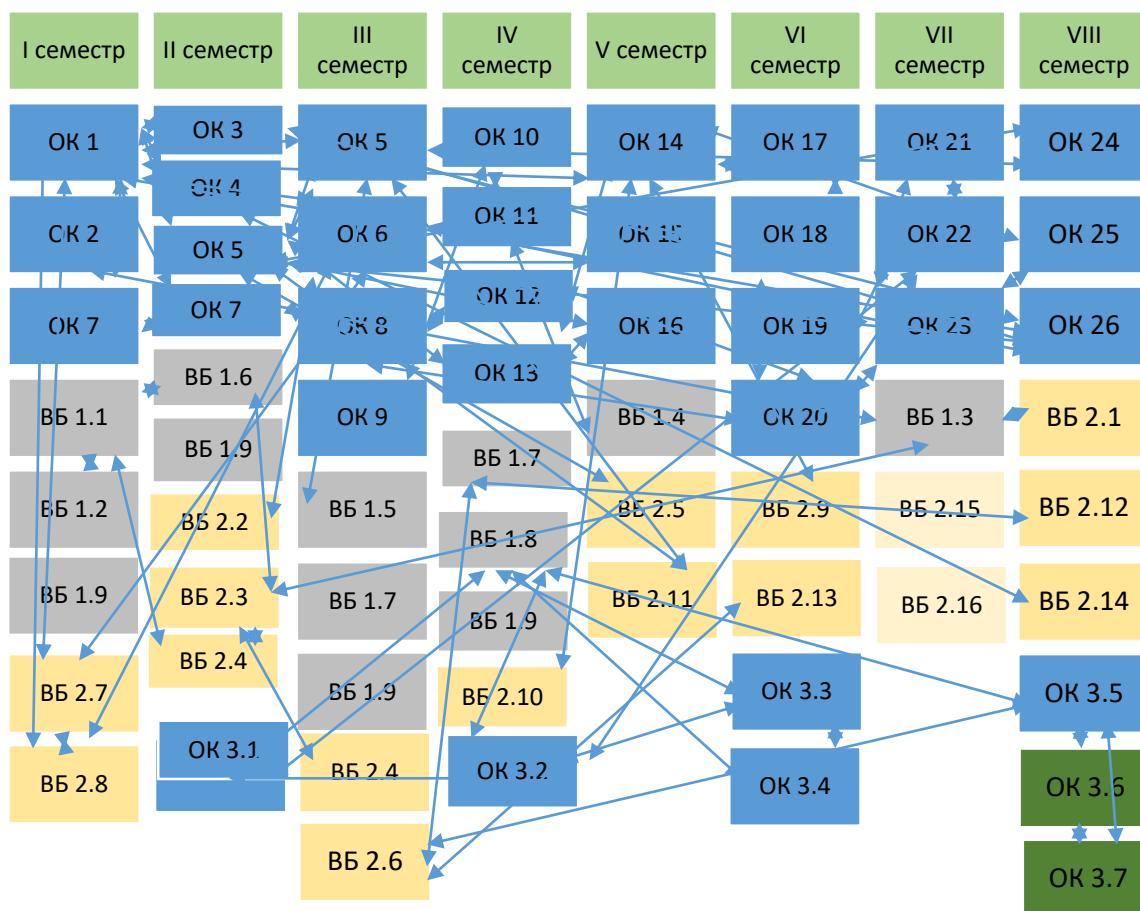 I семестр
II семестр
III
семестр
IV
семестр
V семестр
VI
семестр
VII
семестр
VIII
семестр
ОК 1
ОК 2
ОК 7
ВБ 1.1
ВБ 1.2
ВБ 1.9
ВБ 2.7
ВБ 2.8
ОК 3
ОК 4
ОК 5
ОК 7
ВБ 1.6
ВБ 1.9
ВБ 2.2
ВБ 2.3
ВБ 2.4
ОК 3.1
ОК 5
ОК 6
ОК 8
ОК 9
ВБ 1.5
ВБ 1.7
ВБ 1.9
ВБ 2.4
ВБ 2.6
ОК 10
ОК 11
ОК 12
ОК 13
ВБ 1.7
ВБ 1.8
ВБ 1.9
ВБ 2.10
ОК 3.2
ОК 14
ОК 15
ОК 16
ВБ 1.4
ВБ 2.5
ВБ 2.11
ОК 17
ОК 18
ОК 19
ОК 20
ВБ 2.9
ВБ 2.13
ОК 3.3
ОК 3.4
ОК 21
ОК 22
ОК 23
ВБ 1.3
ВБ 2.15
ВБ 2.16
ОК 24
ОК 25
ОК 26
ВБ 2.1
ВБ 2.12
ВБ 2.14
ОК 3.5
ОК 3.6
ОК 3.7